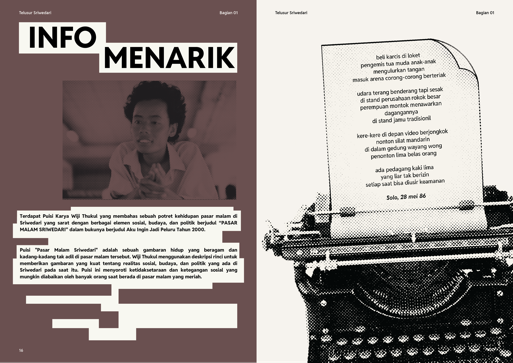 Telusur Sriwedari
Bagian 01
INFO
MENARIK
Terdapat Puisi Karya Wiji Thukul yang membahas sebuah potret kehidupan pasar malam di
Sriwedari yang sarat dengan berbagai elemen sosial, budaya, dan politik berjudul "PASAR
MALAM SRIWEDARI" dalam bukunya berjudul Aku Ingin Jadi Peluru Tahun 2000.
Puisi "Pasar Malam Sriwedari" adalah sebuah gambaran hidup yang beragam dan
kadang-kadang tak adil di pasar malam tersebut. Wiji Thukul menggunakan deskripsi rinci untuk
memberikan gambaran yang kuat tentang realitas sosial, budaya, dan politik yang ada di
Sriwedari pada saat itu. Puisi ini menyoroti ketidaksetaraan dan ketegangan sosial yang
mungkin diabaikan oleh banyak orang saat berada di pasar malam yang meriah.
Telusur Sriwedari
Bagian 01
beli karcis di loket
pengemis tua muda anak-anak
mengulurkan tangan
masuk arena corong-corong berteriak
udara terang benderang tapi sesak
di stand perusahaan rokok besar
perempuan montok menawarkan
dagangannya
di stand jamu tradisionil
kere-kere di depan video berjongkok
nonton silat mandarin
di dalam gedung wayang wong
penonton lima belas orang
ada pedagang kaki lima
yang liar tak berizin
setiap saat bisa diusir keamanan
Solo, 28 mei 86